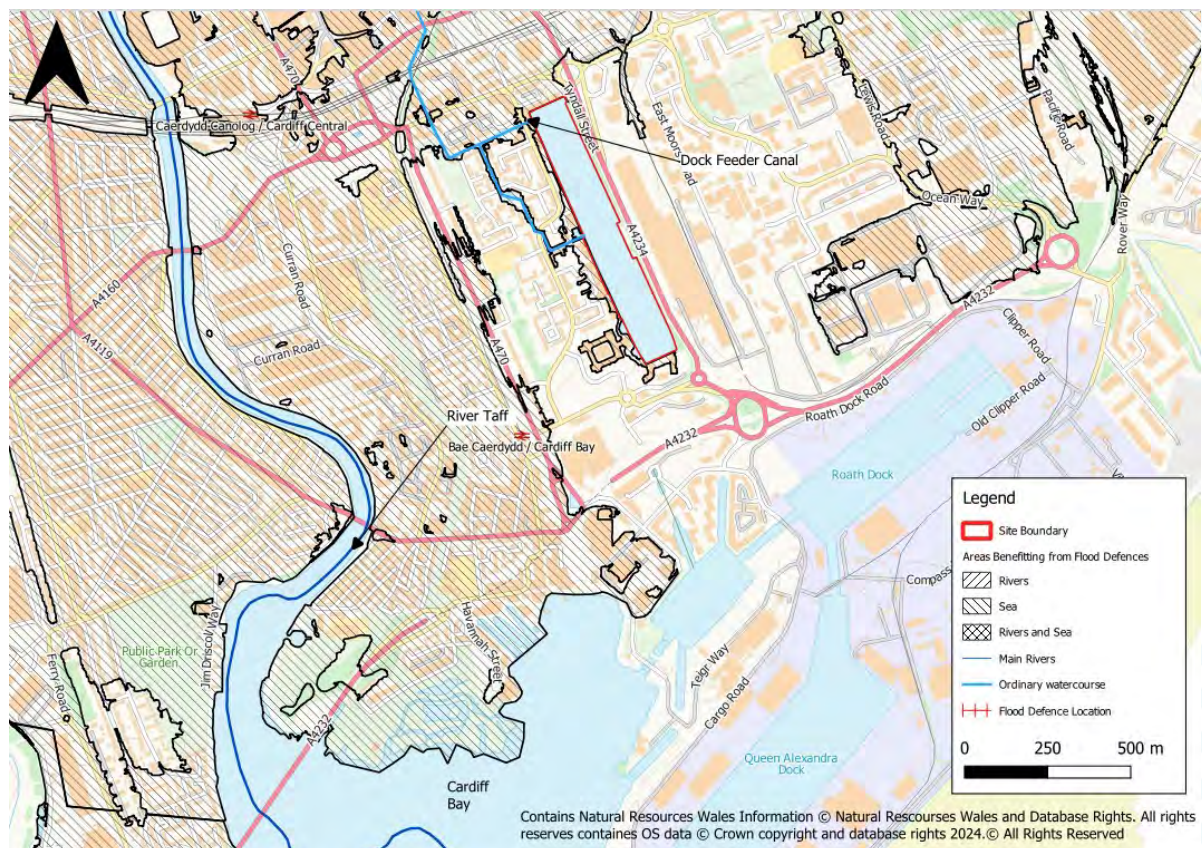 A470
Tyndall Street
East Moors Road
Lewis Road
Pacific Road
Caerdydd Canolog / Cardiff Central
Dock Feeder Canal
Ocean Way
Rover Way
Curran Road
A4234
A4160
A4232
A4119
Curran Road
A470
Clipper Road
Roath Dock Road
Old Clipper Road
River Taff
Bae Caerdydd / Cardiff Bay
A4232
Roath Dock
Compass
Jim Driscol Way
Havannah Street
Public Park Or
Garden
Ferry Road
Teigr Way
Cargo Road
A4232
Queen Alexandra
Dock
Cardiff
Bay
Legend
Site Boundary
Areas Benefitting from Flood Defences
Rivers
Sea
Rivers and Sea
Main Rivers
Ordinary watercourse
Flood Defence Location
0 250 500 m
Contains Natural Resources Wales Information © Natural Rescourses Wales and Database Rights. All rights
reserves containes OS data © Crown copyright and database rights 2024.© All Rights Reserved